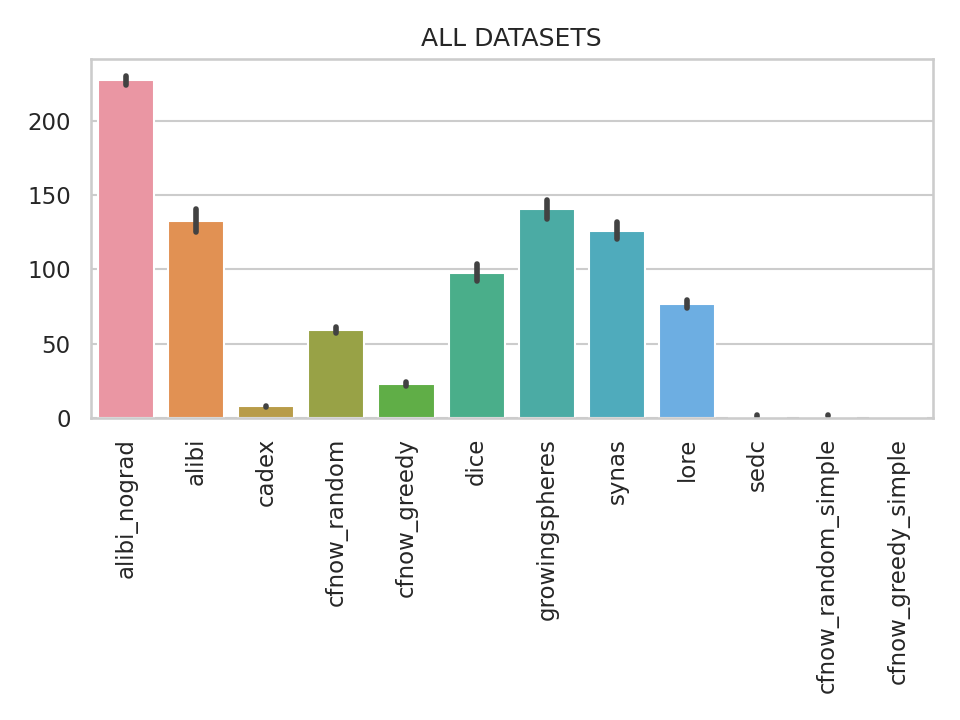 ALL DATASETS
200
150
100
50
0
alibi_nograd
alibi
cadex
cfnow_random
cfnow_greedy
dice
growingspheres
synas
lore
sedc
cfnow_random_simple
cfnow_greedy_simple